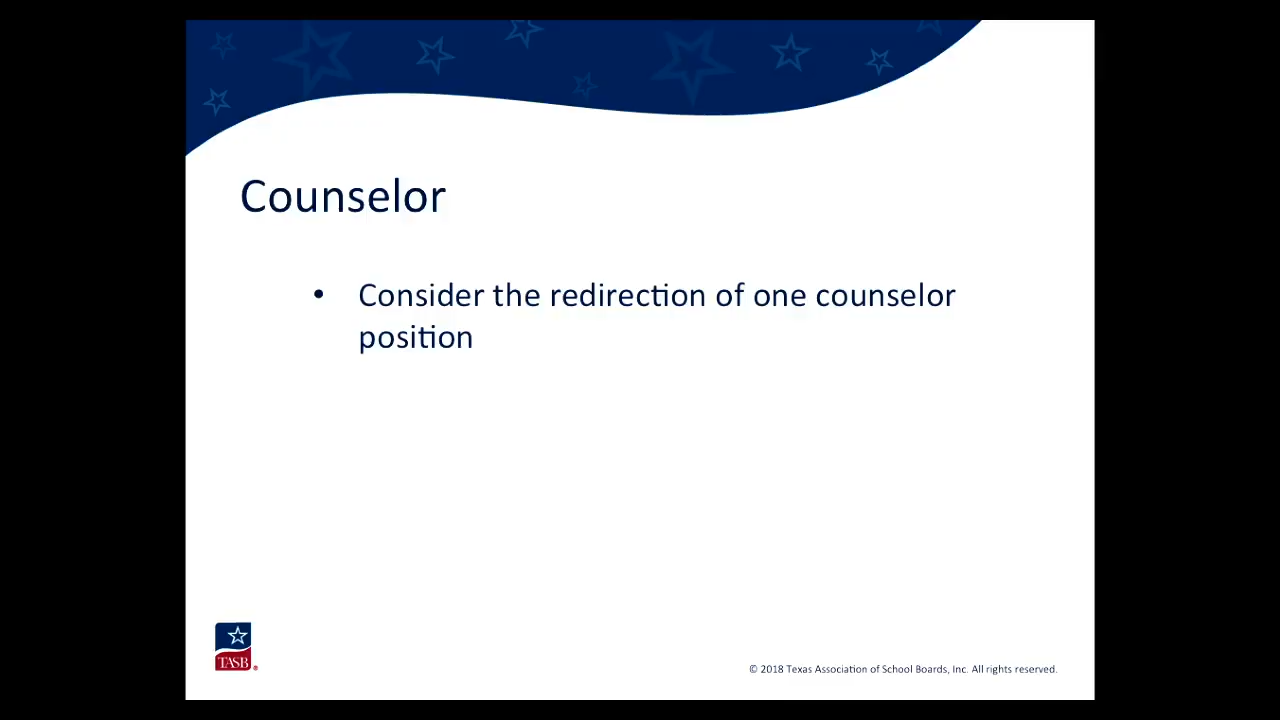 Counselor
• Consider the redirection of one counselor
position
TASB®
© 2018 Texas Association of School Boards, Inc. All rights reserved.